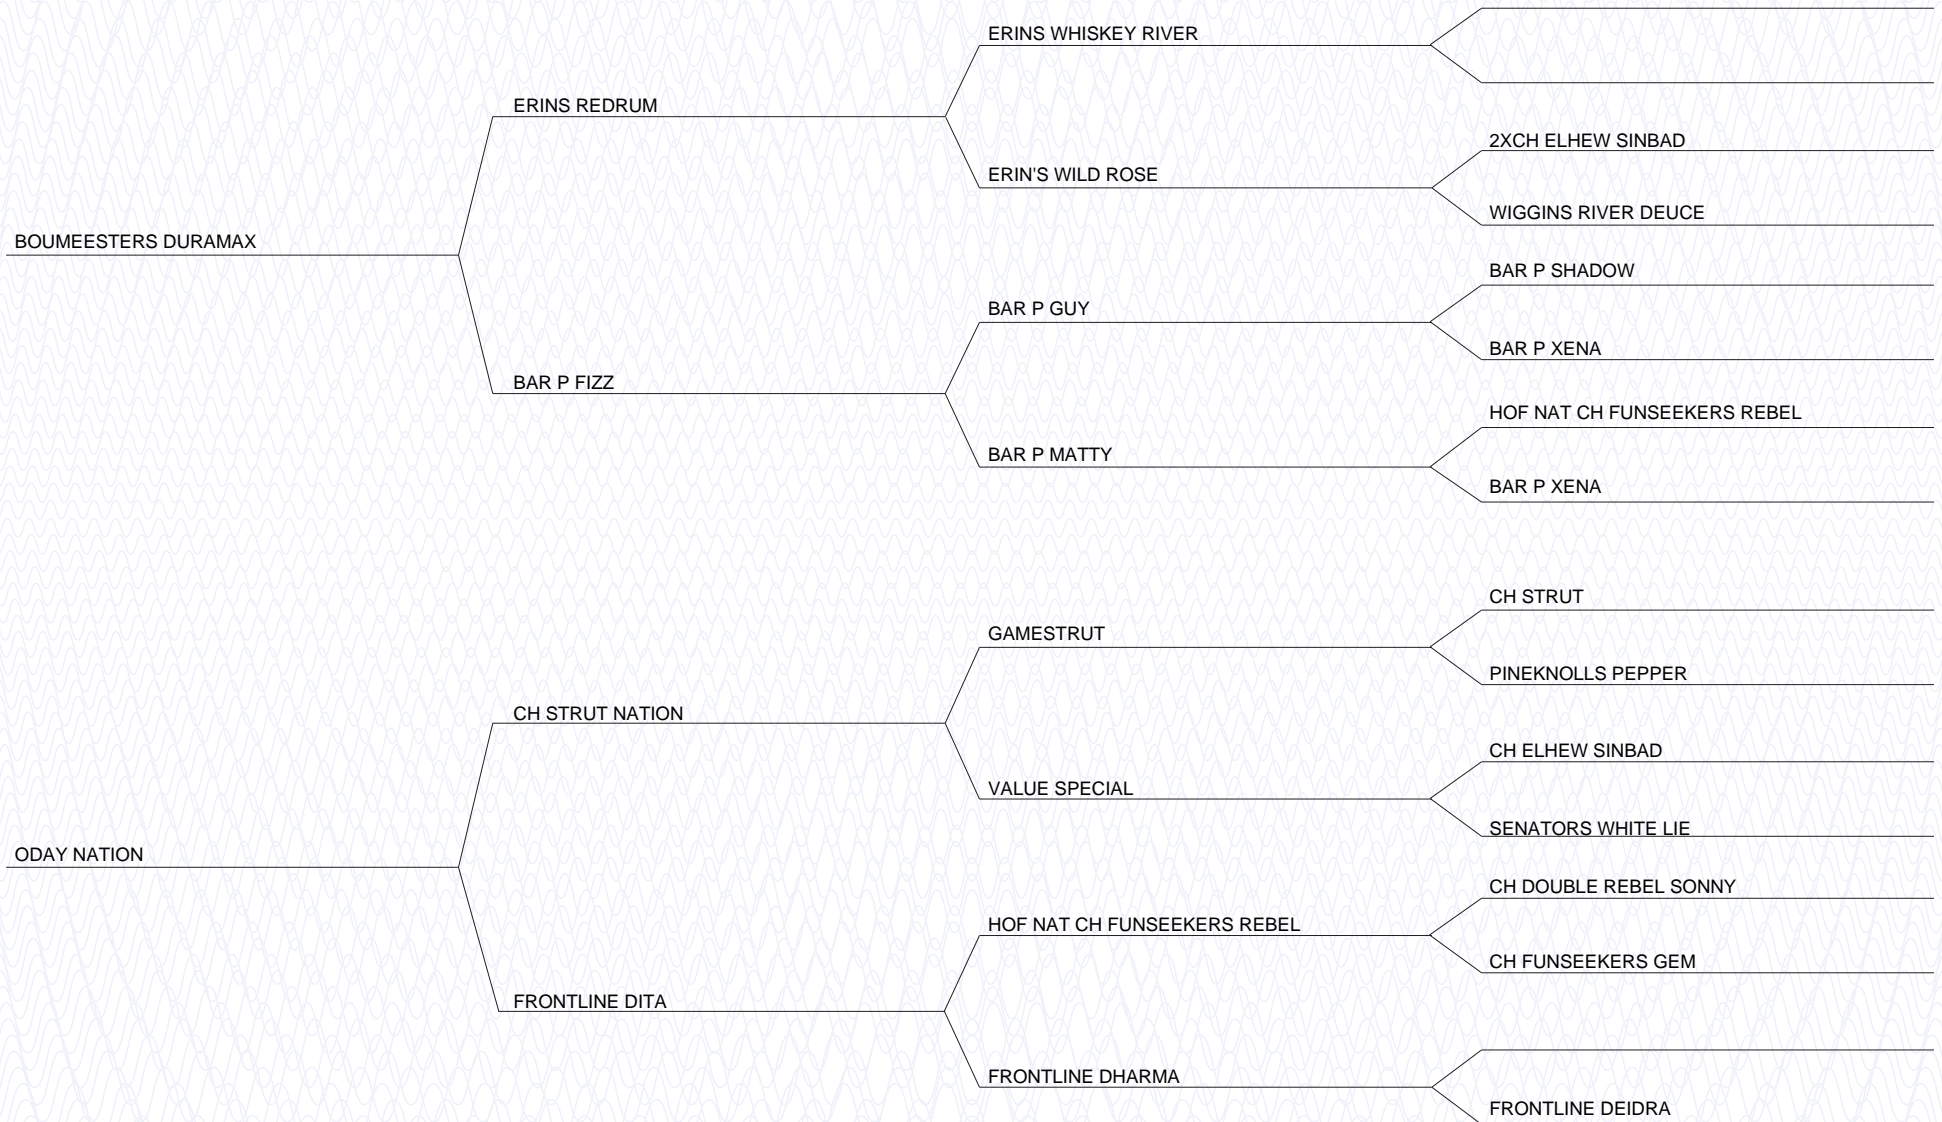 ERINS WHISKEY RIVER
ERINS REDRUM
2XCH ELHEW SINBAD
ERIN'S WILD ROSE
WIGGINS RIVER DEUCE
BOUMEESTERS DURAMAX
BAR P SHADOW
BAR P GUY
BAR P XENA
BAR P FIZZ
HOF NAT CH FUNSEEKERS REBEL
BAR P MATTY
BAR P XENA
CH STRUT
GAMESTRUT
PINEKNOLLS PEPPER
CH STRUT NATION
CH ELHEW SINBAD
VALUE SPECIAL
SENATORS WHITE LIE
ODAY NATION
CH DOUBLE REBEL SONNY
HOF NAT CH FUNSEEKERS REBEL
CH FUNSEEKERS GEM
FRONTLINE DITA
FRONTLINE DHARMA
FRONTLINE DEIDRA